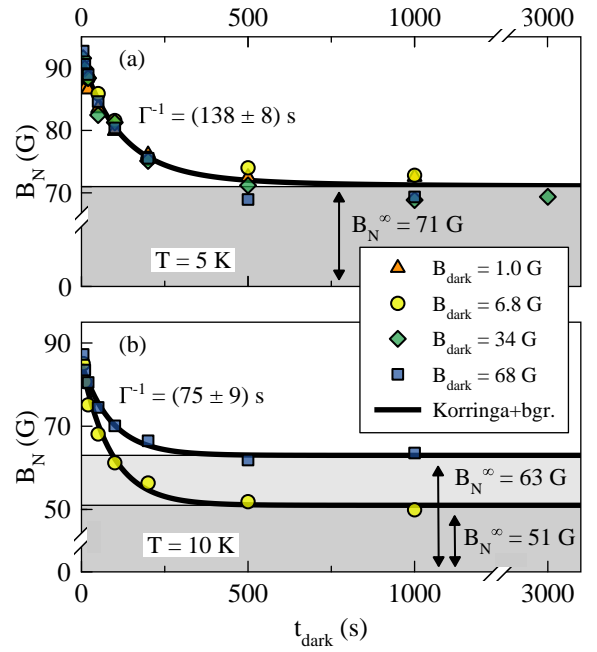 0 500 1000 3000
(a)
90
80
70
0
B_N (G)
Γ⁻¹ = (138 ± 8) s
B_N^∞ = 71 G
T = 5 K
B_dark = 1.0 G
B_dark = 6.8 G
B_dark = 34 G
B_dark = 68 G
Korringa+bgr.
(b)
90
70
50
0
B_N (G)
Γ⁻¹ = (75 ± 9) s
B_N^∞ = 63 G
B_N^∞ = 51 G
T = 10 K
0 500 1000 3000
t_dark (s)